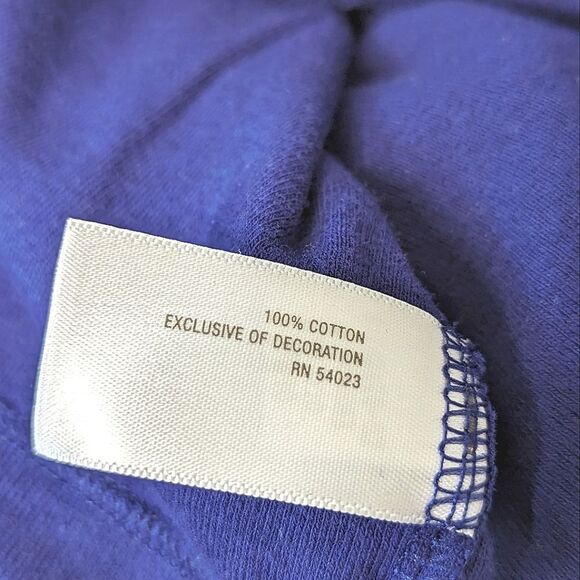 100% COTTON
EXCLUSIVE OF DECORATION
RN 54023